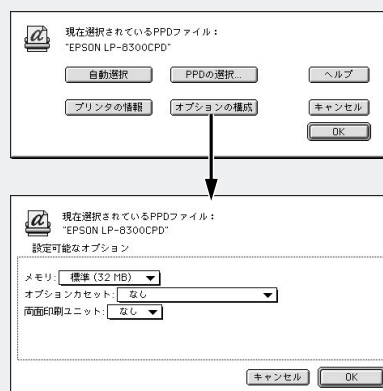 現在選択されているPPDファイル：
"EPSON LP-8300CPD"
自動選択 PPDの選択... ヘルプ
プリンタの情報 オプションの構成 キャンセル
OK
現在選択されているPPDファイル：
"EPSON LP-8300CPD"
設定可能なオプション
メモリ: 標準 (32 MB)
オプションカセット: なし
両面印刷ユニット: なし
キャンセル OK